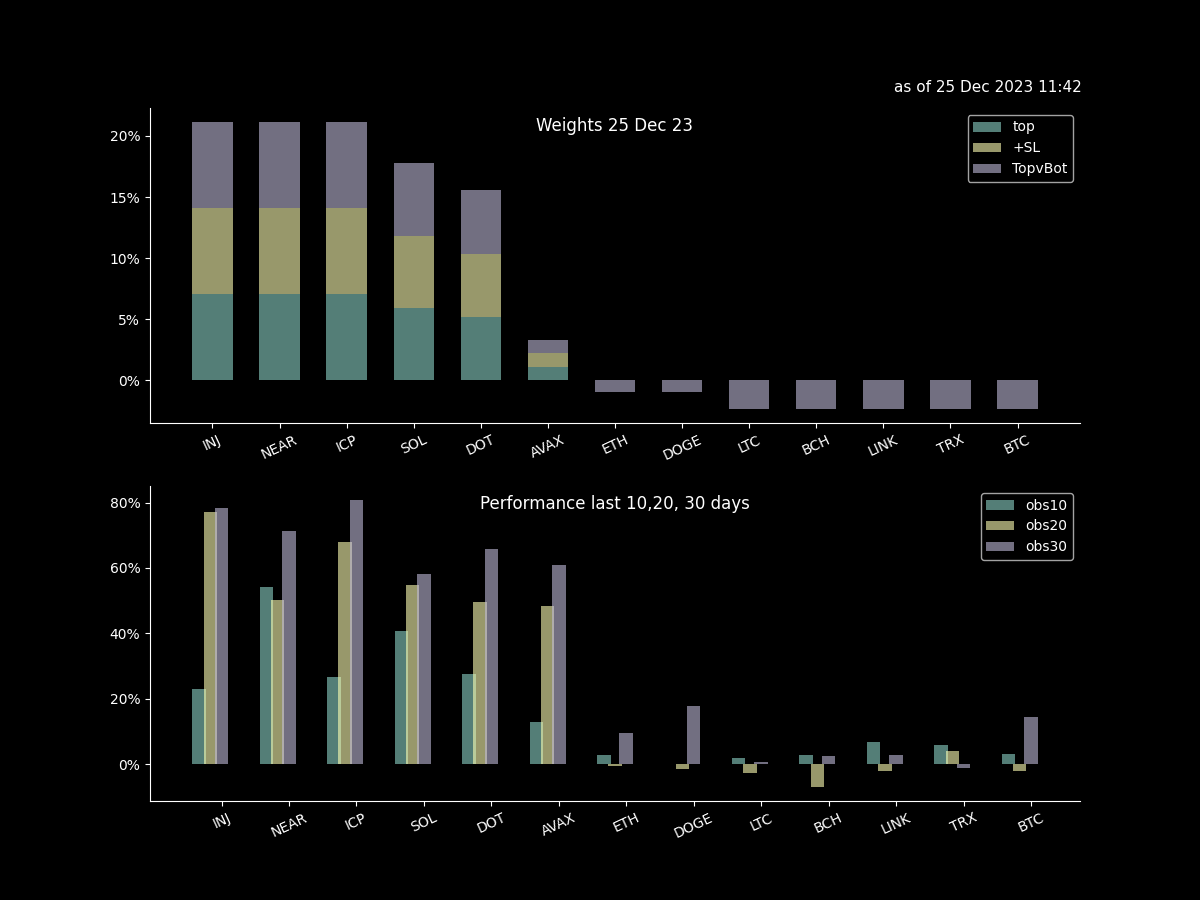 as of 25 Dec 2023 11:42
Weights 25 Dec 23
top
+SL
TopvBot
20%
15%
10%
5%
0%
INJ NEAR ICP SOL DOT AVAX ETH DOGE LTC BCH LINK TRX BTC
Performance last 10,20, 30 days
obs10
obs20
obs30
80%
60%
40%
20%
0%
INJ NEAR ICP SOL DOT AVAX ETH DOGE LTC BCH LINK TRX BTC